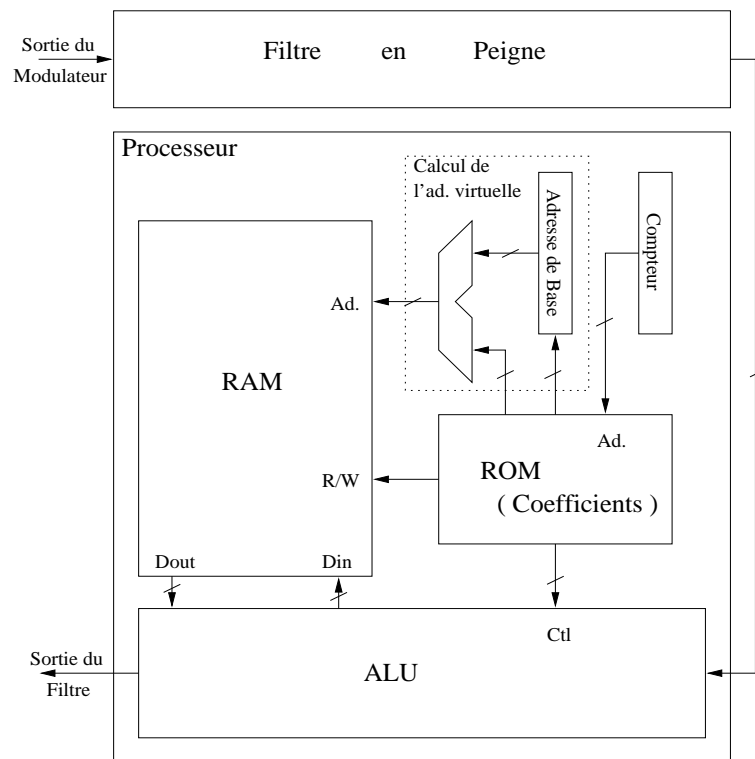 Sortie du
Modulateur
Filtre en Peigne
Processeur
Calcul de
l'ad. virtuelle
Adresse de Base
Compteur
Ad.
RAM
Ad.
R/W
ROM
( Coefficients )
Dout
Din
Ctl
Sortie du
Filtre
ALU